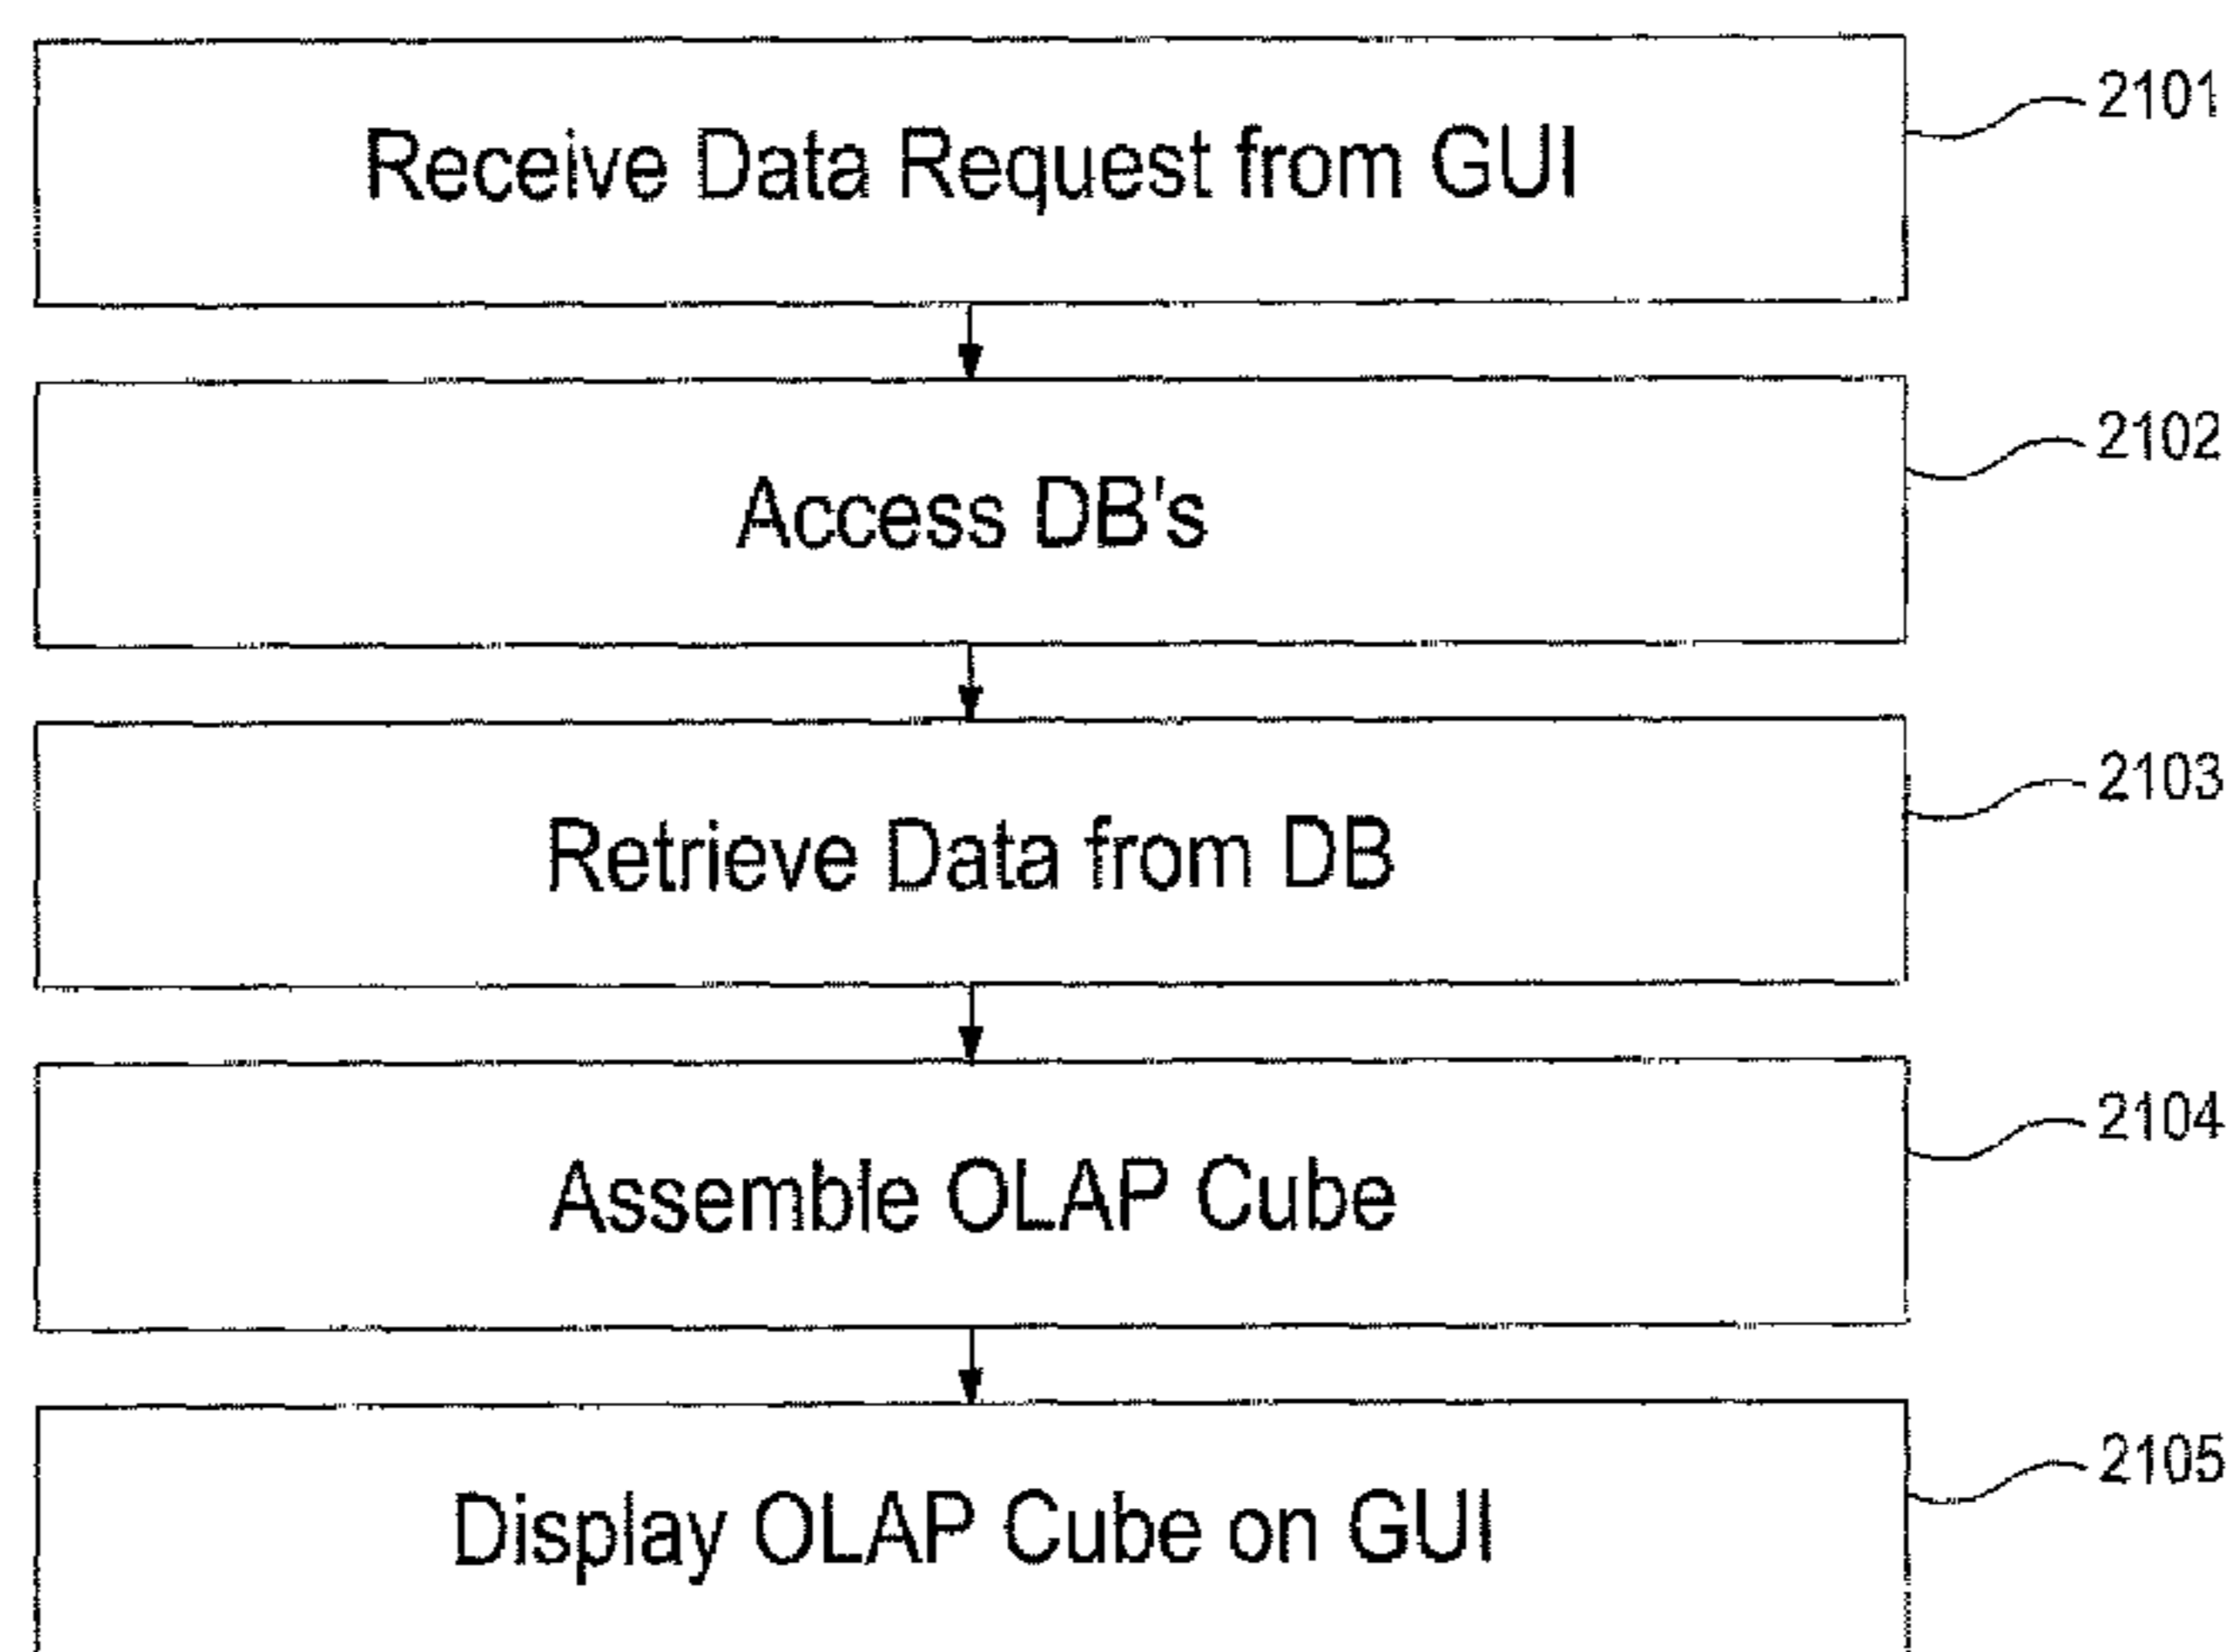 Receive Data Request from GUI
2101
Access DB's
2102
Retrieve Data from DB
2103
Assemble OLAP Cube
2104
Display OLAP Cube on GUI
2105